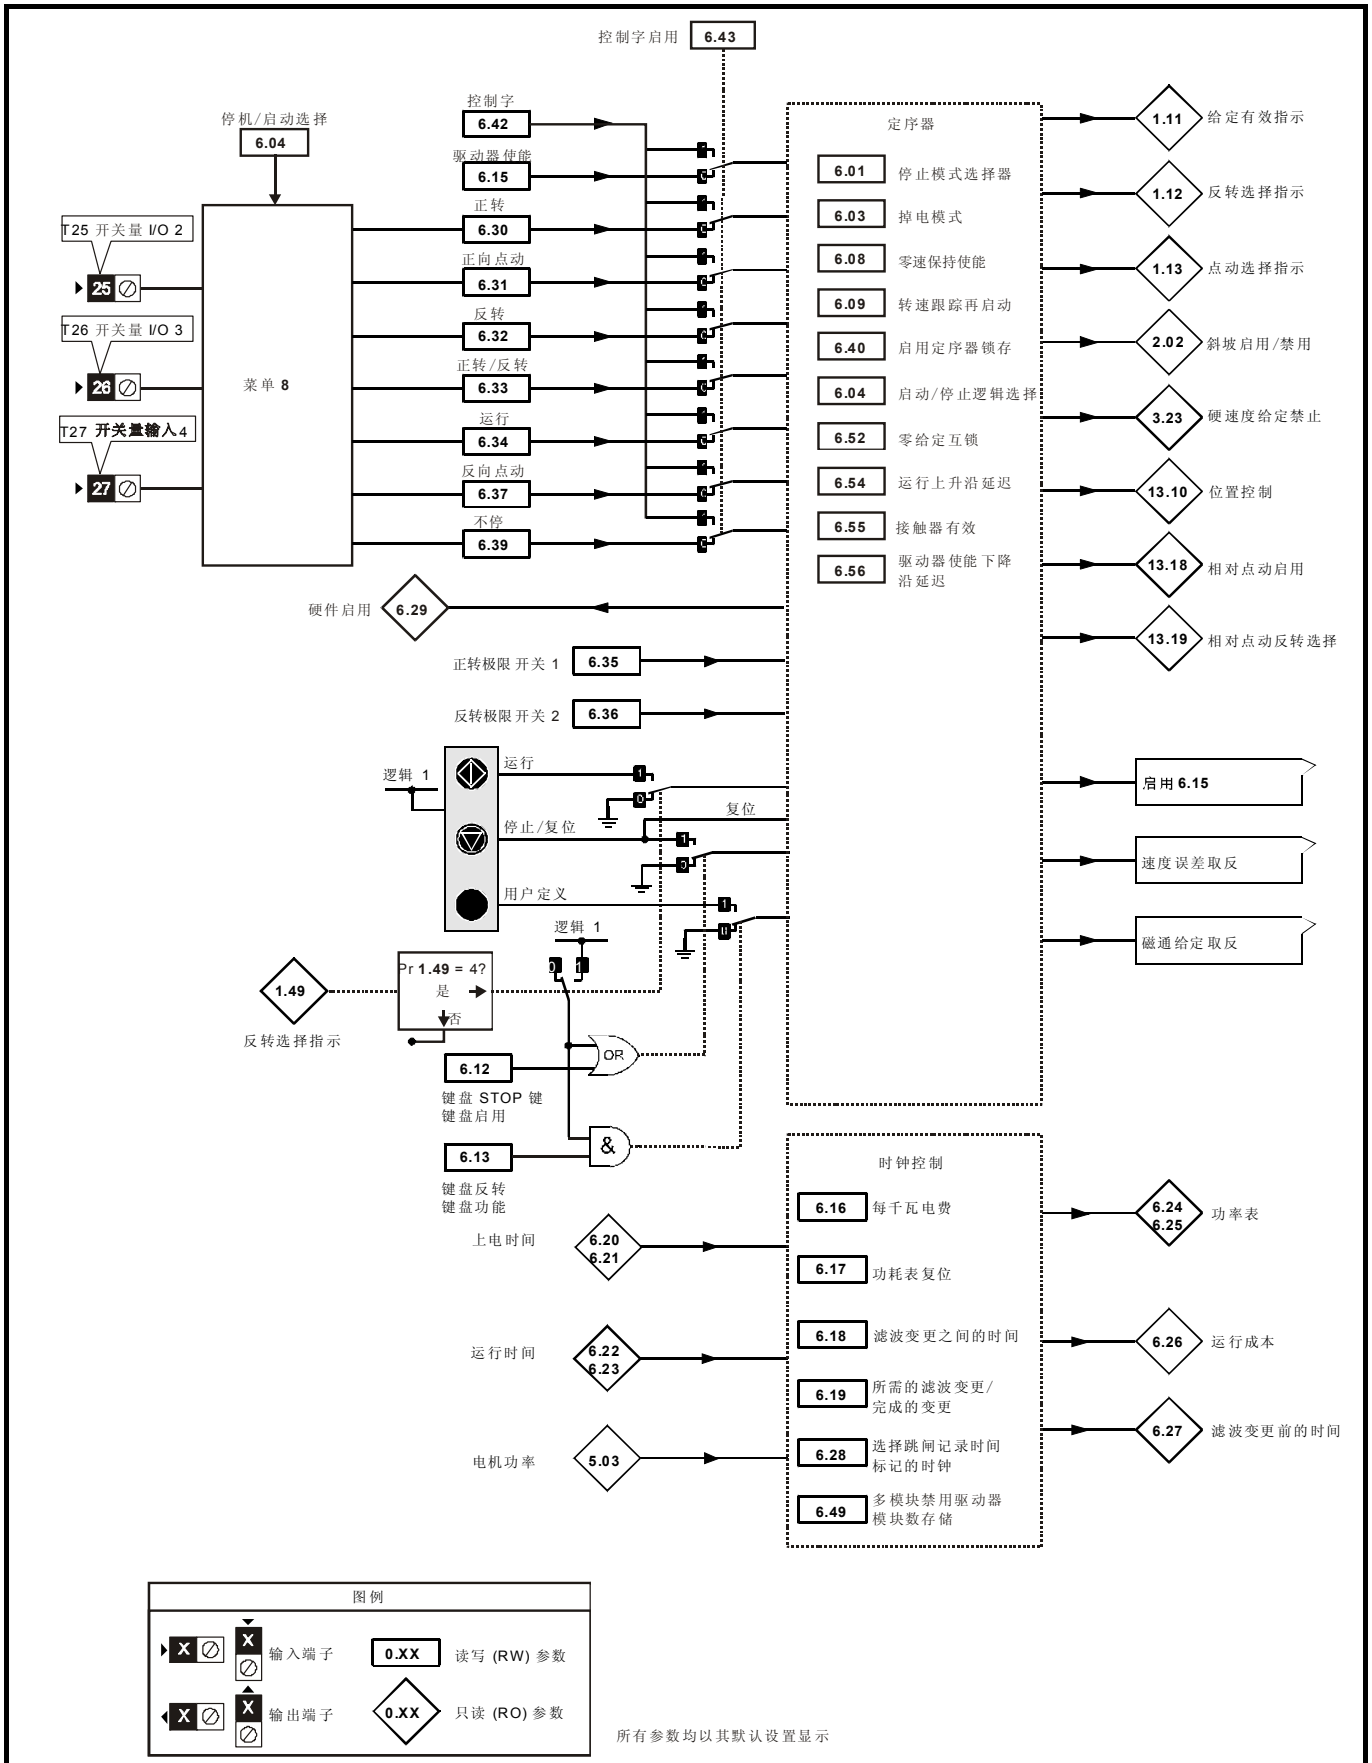 控制字启用 6.43
停机/启动选择
6.04
T25 开关量 I/O 2
25
T26 开关量 I/O 3
26
T27 开关量输入4
27
菜单 8
控制字
6.42
驱动器使能
6.15
正转
6.30
正向点动
6.31
反转
6.32
正转/反转
6.33
运行
6.34
反向点动
6.37
不停
6.39
定序器
6.01 停止模式选择器
6.03 掉电模式
6.08 零速保持使能
6.09 转速跟踪再启动
6.40 启用定序器锁存
6.04 启动/停止逻辑选择
6.52 零给定互锁
6.54 运行上升沿延迟
6.55 接触器有效
6.56 驱动器使能下降
沿延迟
1.11 给定有效指示
1.12 反转选择指示
1.13 点动选择指示
2.02 斜坡启用/禁用
3.23 硬速度给定禁止
13.10 位置控制
13.18 相对点动启用
13.19 相对点动反转选择
硬件启用 6.29
正转极限开关 1 6.35
反转极限开关 2 6.36
逻辑 1
运行
1
0
复位
停止/复位
1
0
用户定义
1
0
启用 6.15
速度误差取反
磁通给定取反
逻辑 1
0 1
1.49
反转选择指示
Pr 1.49 = 4?
是
否
OR
6.12
键盘 STOP 键
键盘启用
&
6.13
键盘反转
键盘功能
时钟控制
6.16 每千瓦电费
6.17 功耗表复位
6.18 滤波变更之间的时间
6.19 所需的滤波变更/
完成的变更
6.28 选择跳闸记录时间
标记的时钟
6.49 多模块禁用驱动器
模块数存储
上电时间 6.20
6.21
运行时间 6.22
6.23
电机功率 5.03
6.24
6.25 功率表
6.26 运行成本
6.27 滤波变更前的时间
图例
X X 输入端子 0.XX 读写 (RW) 参数
X X 输出端子 0.XX 只读 (RO) 参数
所有参数均以其默认设置显示